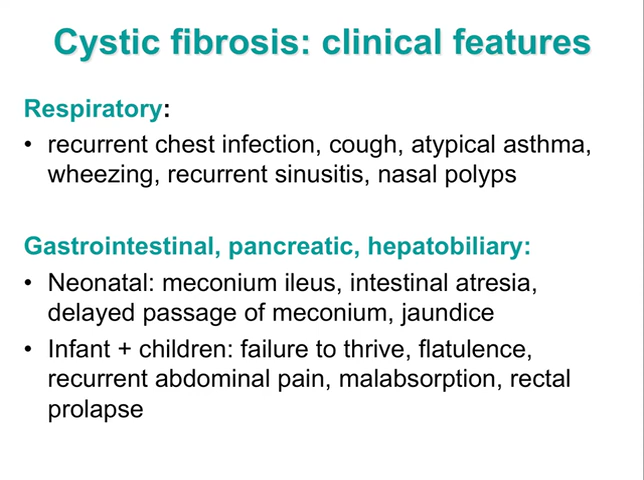 Cystic fibrosis: clinical features
Respiratory:
• recurrent chest infection, cough, atypical asthma,
wheezing, recurrent sinusitis, nasal polyps
Gastrointestinal, pancreatic, hepatobiliary:
• Neonatal: meconium ileus, intestinal atresia,
delayed passage of meconium, jaundice
• Infant + children: failure to thrive, flatulence,
recurrent abdominal pain, malabsorption, rectal
prolapse